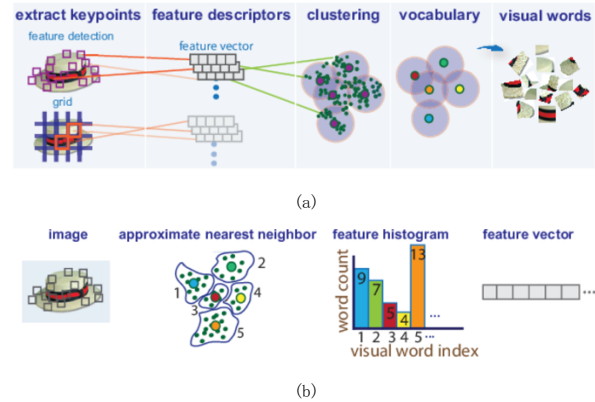 extract keypoints feature descriptors clustering vocabulary visual words
feature detection
feature vector
grid
(a)
image approximate nearest neighbor feature histogram feature vector
2
1
4
3
5
word count
9
7
5
4
13
...
...
1 2 3 4 5 ...
visual word index
(b)